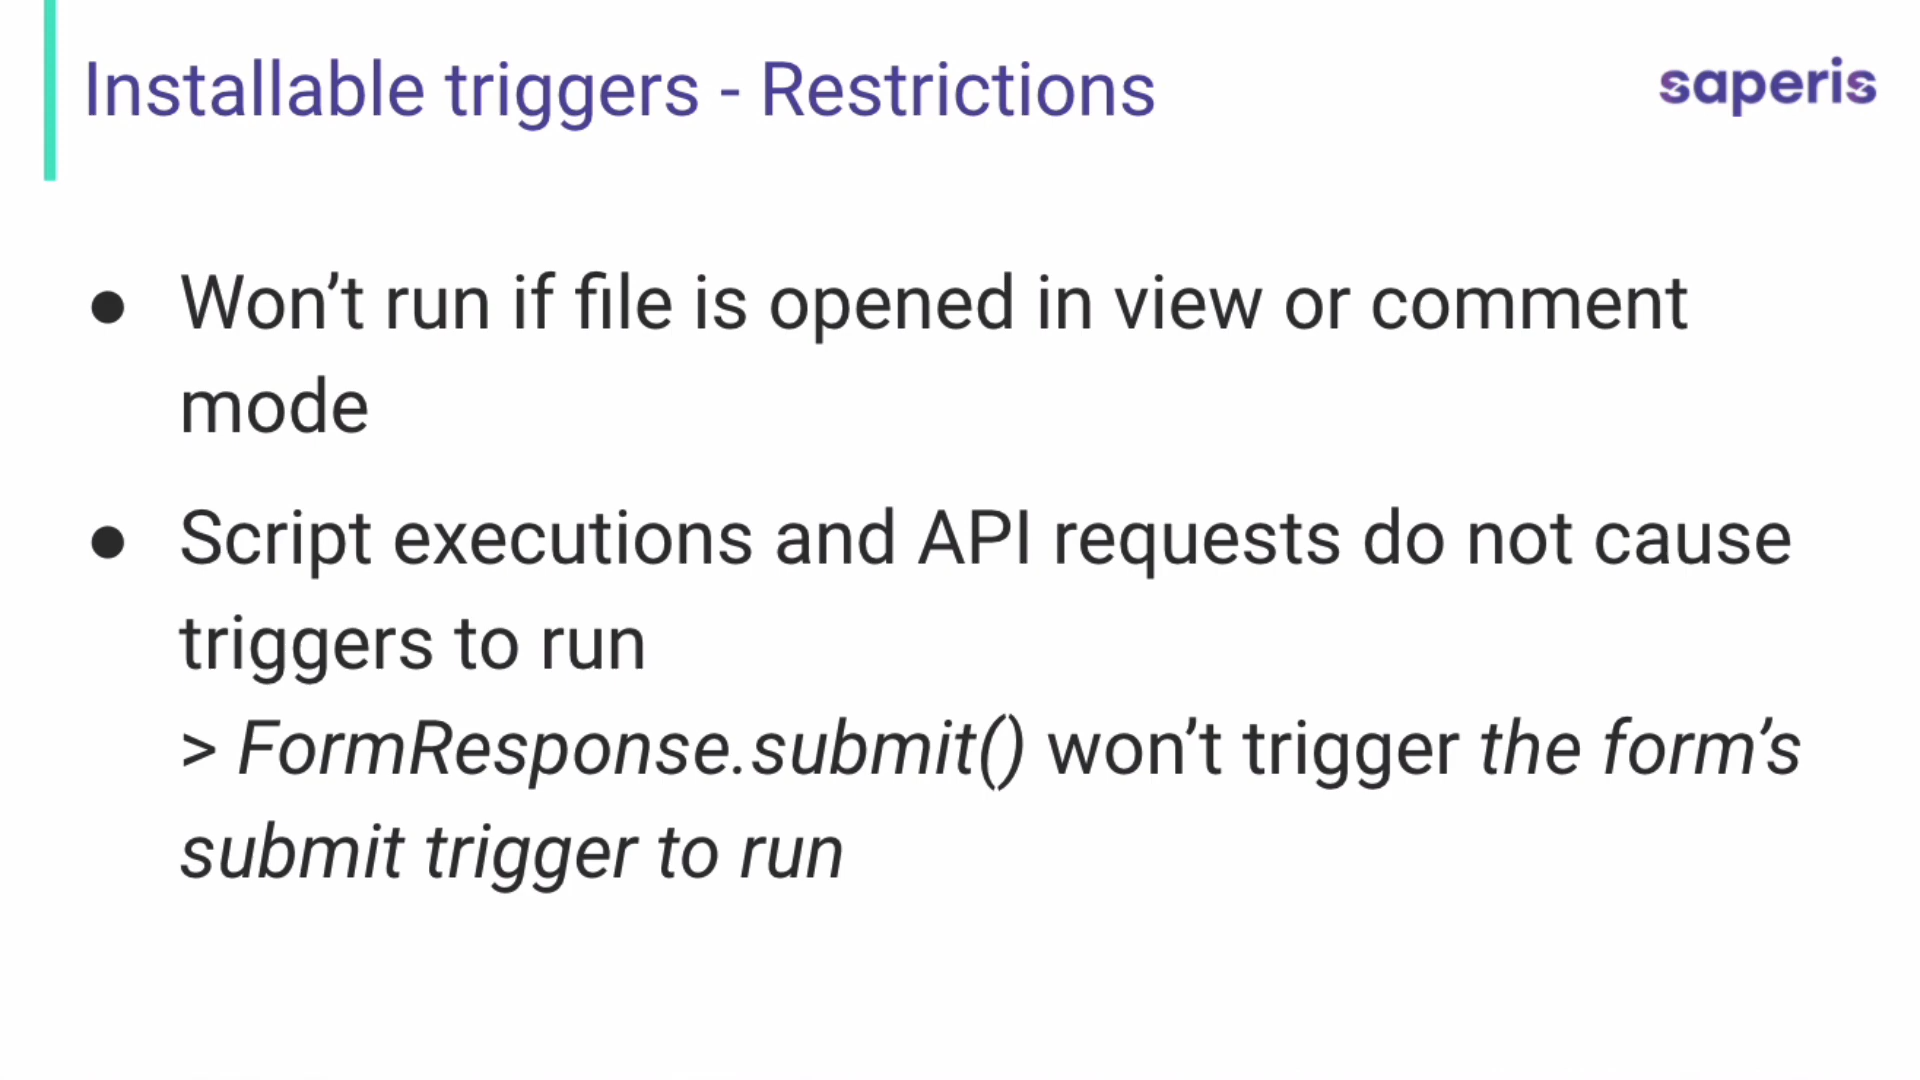 Installable triggers - Restrictions
saperis
● Won’t run if file is opened in view or comment
mode
● Script executions and API requests do not cause
triggers to run
> FormResponse.submit() won’t trigger the form’s
submit trigger to run